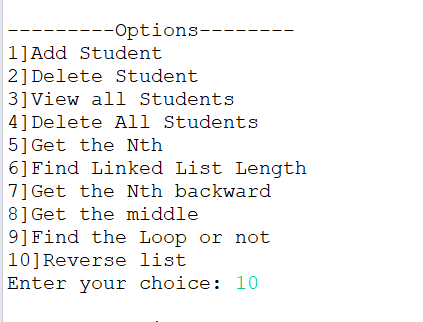 ---------Options--------
1]Add Student
2]Delete Student
3]View all Students
4]Delete All Students
5]Get the Nth
6]Find Linked List Length
7]Get the Nth backward
8]Get the middle
9]Find the Loop or not
10]Reverse list
Enter your choice: 10